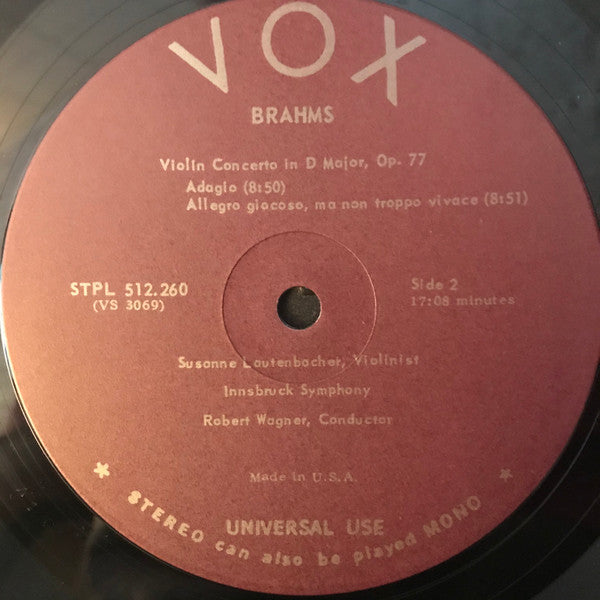 VOX
BRAHMS
Violin Concerto in D Major, Op. 77
Adagio (8:50)
Allegro giocoso, ma non troppo vivace (8:51)
STPL 512.260
(VS 3069)
Side 2
17:08 minutes
Susanne Lautenbacher, Violinist
Innsbruck Symphony
Robert Wagner, Conductor
Made in U.S.A.
UNIVERSAL USE
* STEREO can also be played MONO *